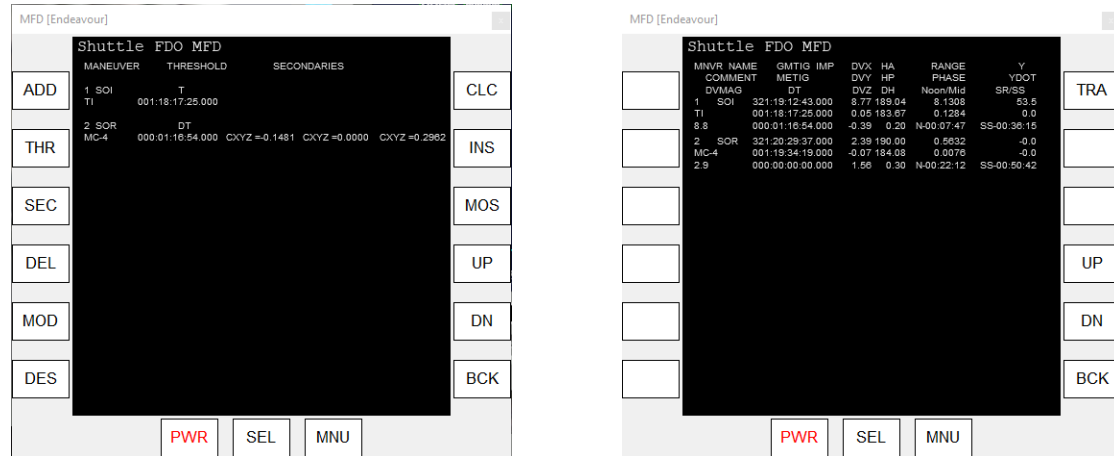 MFD [Endeavour]
Shuttle FDO MFD
MANEUVER THRESHOLD SECONDARIES
1 SOI T
TI 001:18:17:25.000
2 SOR DT
MC-4 000:01:16:54.000 CXYZ =-0.1481 CXYZ =0.0000 CXYZ =0.2962
ADD
THR
SEC
DEL
MOD
DES
CLC
INS
MOS
UP
DN
BCK
PWR SEL MNU
MFD [Endeavour]
Shuttle FDO MFD
MNVR NAME GMTIG IMP DVX HA RANGE Y
COMMENT METIG DVY HP PHASE YDOT
DVMAG DT DVZ DH Noon/Mid SR/SS
1 SOI 321:19:12:43.000 8.77 189.04 8.1308 53.5
TI 001:18:17:25.000 0.05 183.67 0.1284 0.0
8.8 000:01:16:54.000 -0.39 0.20 N-00:07:47 SS-00:36:15
2 SOR 321:20:29:37.000 2.39 190.00 0.5632 -0.0
MC-4 001:19:34:19.000 -0.07 184.08 0.0076 -0.0
2.9 000:00:00:00.000 1.56 0.30 N-00:22:12 SS-00:50:42
TRA
UP
DN
BCK
PWR SEL MNU